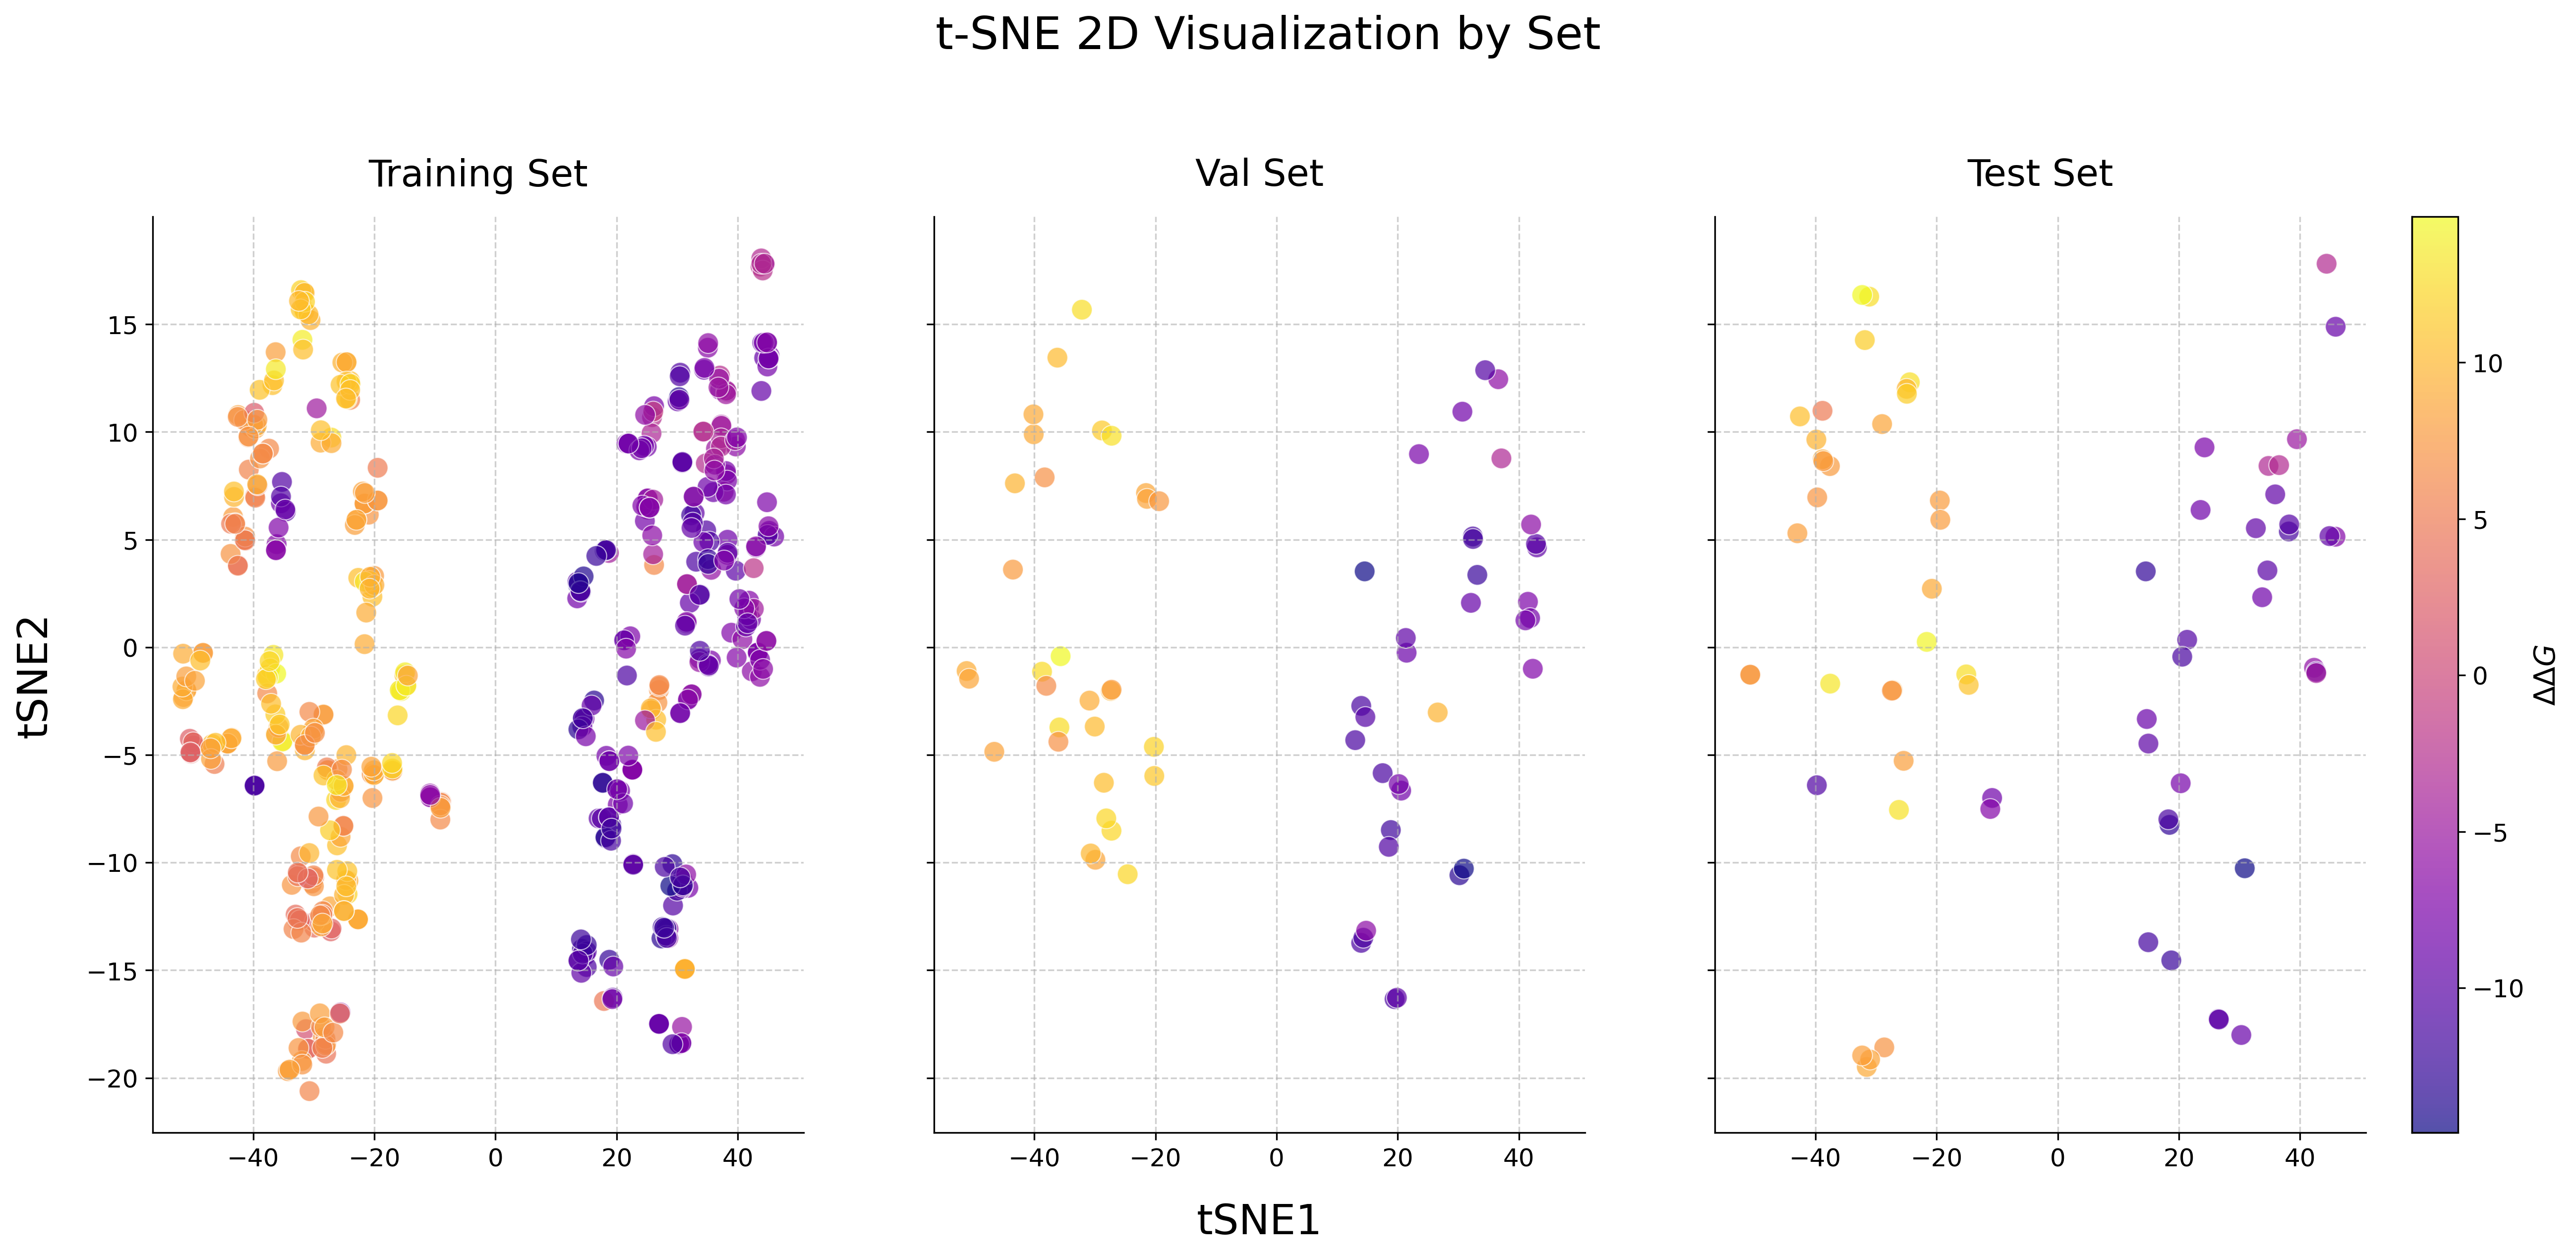 t-SNE 2D Visualization by Set
Training Set
Val Set
Test Set
tSNE2
15
10
5
0
−5
−10
−15
−20
−40 −20 0 20 40
−40 −20 0 20 40
−40 −20 0 20 40
tSNE1
10
5
0
−5
−10
ΔΔG